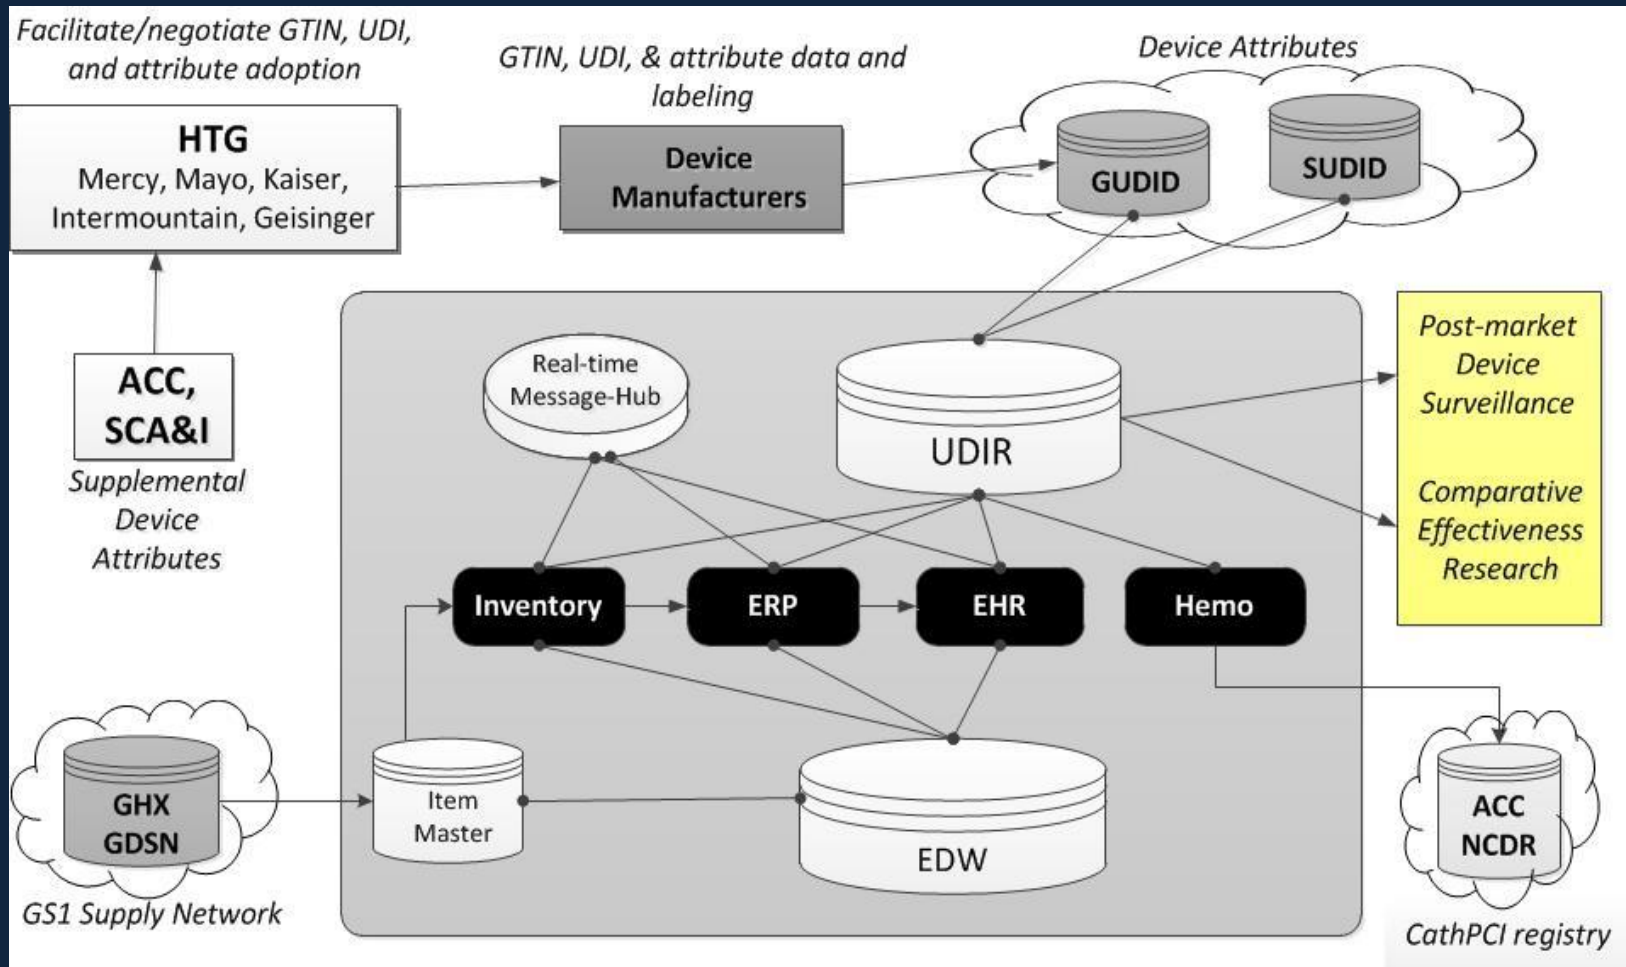 Facilitate/negotiate GTIN, UDI,
and attribute adoption
HTG
Mercy, Mayo, Kaiser,
Intermountain, Geisinger
GTIN, UDI, & attribute data and
labeling
Device
Manufacturers
Device Attributes
GUDID
SUDID
ACC,
SCA&I
Supplemental
Device
Attributes
Real-time
Message-Hub
UDIR
Post-market
Device
Surveillance
Comparative
Effectiveness
Research
Inventory
ERP
EHR
Hemo
GHX
GDSN
GS1 Supply Network
Item
Master
EDW
ACC
NCDR
CathPCI registry